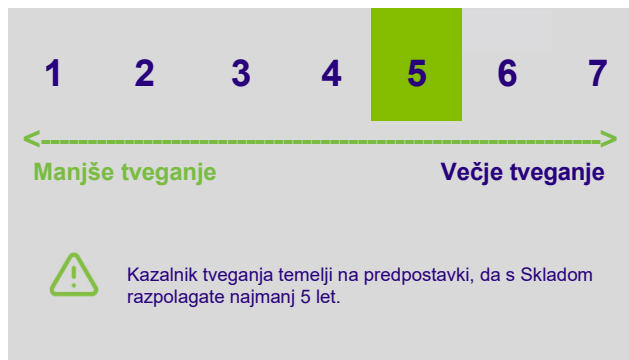 1 2 3 4 5 6 7
<----------------------------------------------------------------->
Manjše tveganje Večje tveganje
Kazalnik tveganja temelji na predpostavki, da s Skladom
razpolagate najmanj 5 let.